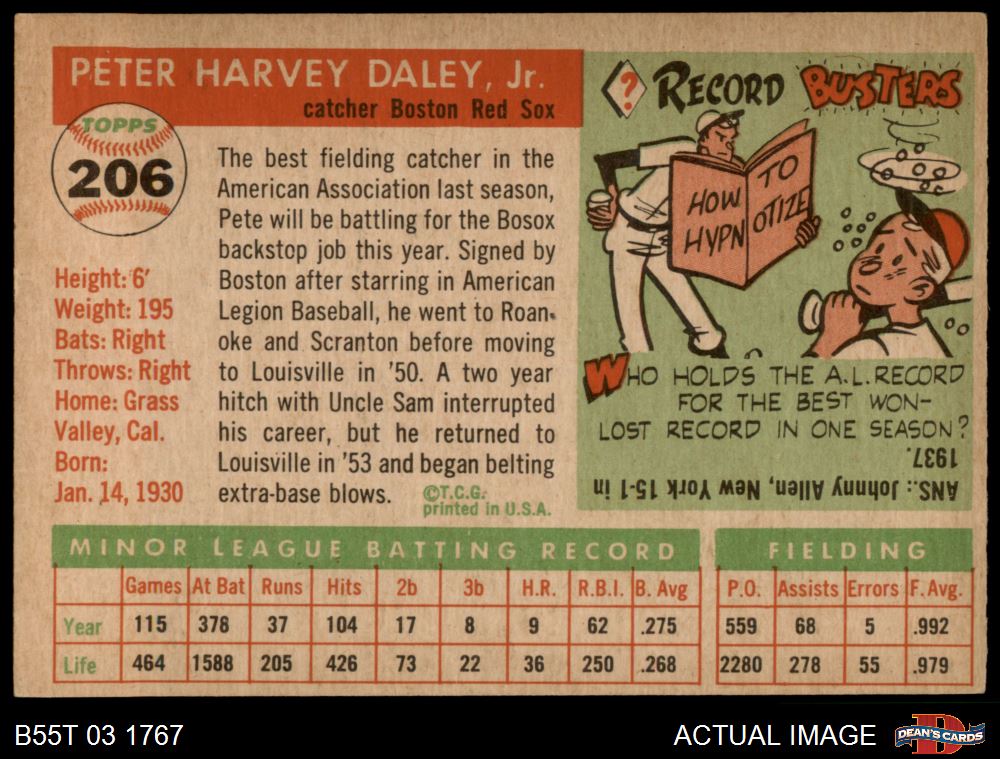 PETER HARVEY DALEY, Jr.
catcher Boston Red Sox
TOPPS
206
Height: 6'
Weight: 195
Bats: Right
Throws: Right
Home: Grass
Valley, Cal.
Born:
Jan. 14, 1930
The best fielding catcher in the
American Association last season,
Pete will be battling for the Bosox
backstop job this year. Signed by
Boston after starring in American
Legion Baseball, he went to Roan-
oke and Scranton before moving
to Louisville in '50. A two year
hitch with Uncle Sam interrupted
his career, but he returned to
Louisville in '53 and began belting
extra-base blows.
©T.C.G.
printed in U.S.A.
? RECORD BUSTERS
HOW TO
HYPNOTIZE
WHO HOLDS THE A.L. RECORD
FOR THE BEST WON-
LOST RECORD IN ONE SEASON?
ANS.: Johnny Allen, New York 15-1 in
1937.
MINOR LEAGUE BATTING RECORD
Games At Bat Runs Hits 2b 3b H.R. R.B.I. B. Avg
Year 115 378 37 104 17 8 9 62 .275
Life 464 1588 205 426 73 22 36 250 .268
FIELDING
P.O. Assists Errors F. Avg.
559 68 5 .992
2280 278 55 .979
B55T 03 1767
ACTUAL IMAGE
D
DEAN'S CARDS